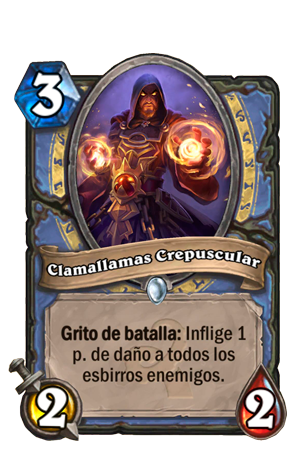 3
Clamallamas Crepuscular
Grito de batalla: Inflige 1
p. de daño a todos los
esbirros enemigos.
2
2